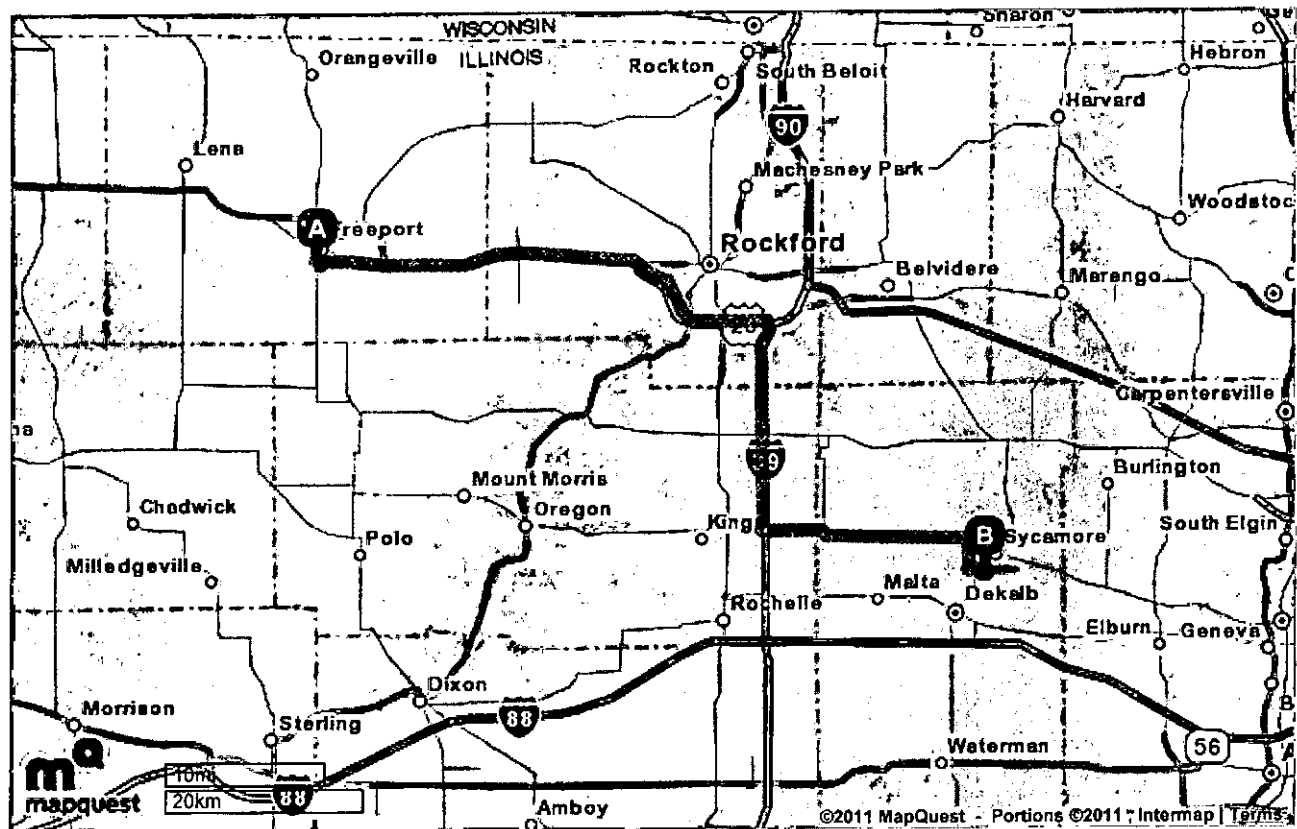 WISCONSIN
ILLINOIS
Sharon
Orangeville
Rockton
South Beloit
Hebron
90
Harvard
Lena
Machesney Park
Woodstoc
A
Freeport
Rockford
Belvidere
Marengo
20
Carpentersville
39
Burlington
Mount Morris
Chadwick
Oregon
King
South Elgin
Polo
B
Sycamore
Milledgeville
Malta
Dekalb
Rochelle
Elburn
Geneva
Dixon
Morrison
Sterling
88
Waterman
56
mapquest
10mi
20km
88
Amboy
©2011 MapQuest - Portions ©2011 Intermap | Terms